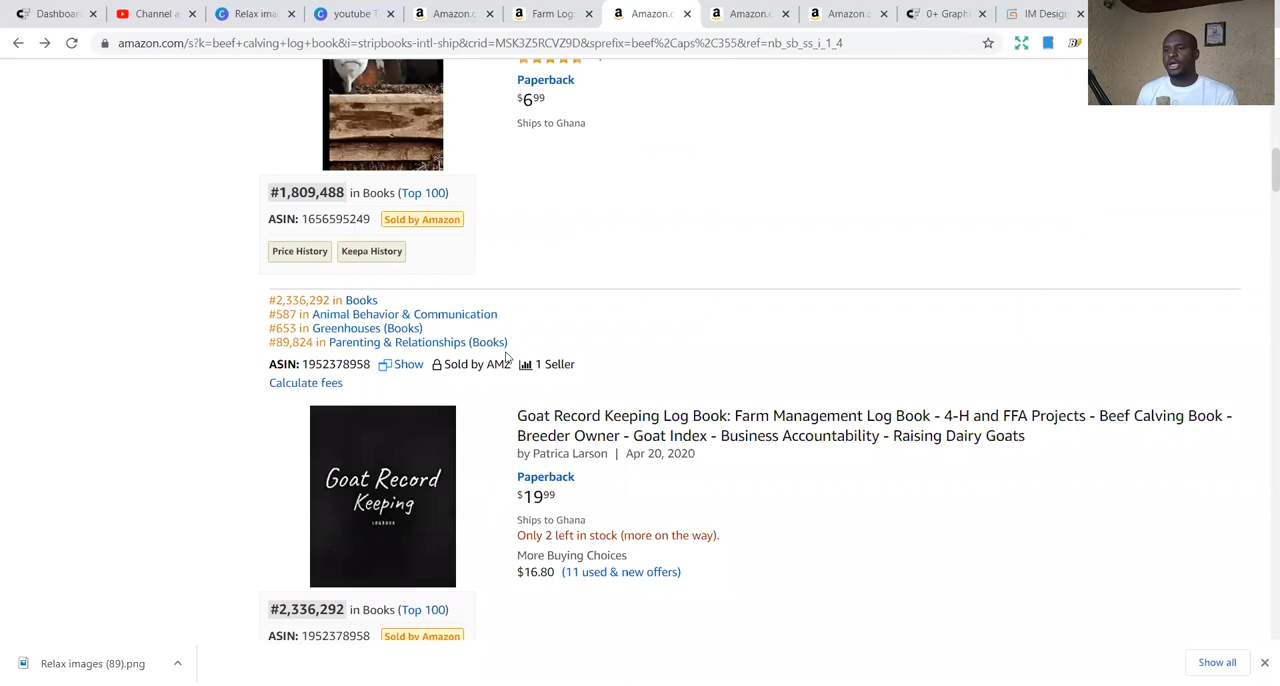 Dashboar
Channel a
Relax ima
youtube T
Amazon.c
Farm Log
Amazon.c
Amazon.c
Amazon.c
0+ Graph
IM Design
amazon.com/s?k=beef+calving+log+book&i=stripbooks-intl-ship&crid=MSK3Z5RCVZ9D&sprefix=beef%2Caps%2C355&ref=nb_sb_ss_i_1_4
Paperback
$6⁹⁹
Ships to Ghana
#1,809,488 in Books (Top 100)
ASIN: 1656595249 Sold by Amazon
Price History Keepa History
#2,336,292 in Books
#587 in Animal Behavior & Communication
#653 in Greenhouses (Books)
#89,824 in Parenting & Relationships (Books)
ASIN: 1952378958 Show Sold by AMZ 1 Seller
Calculate fees
Goat Record
Keeping
LOGBOOK
Goat Record Keeping Log Book: Farm Management Log Book - 4-H and FFA Projects - Beef Calving Book -
Breeder Owner - Goat Index - Business Accountability - Raising Dairy Goats
by Patrica Larson | Apr 20, 2020
Paperback
$19⁹⁹
Ships to Ghana
Only 2 left in stock (more on the way).
More Buying Choices
$16.80 (11 used & new offers)
#2,336,292 in Books (Top 100)
ASIN: 1952378958 Sold by Amazon
Relax images (89).png
Show all